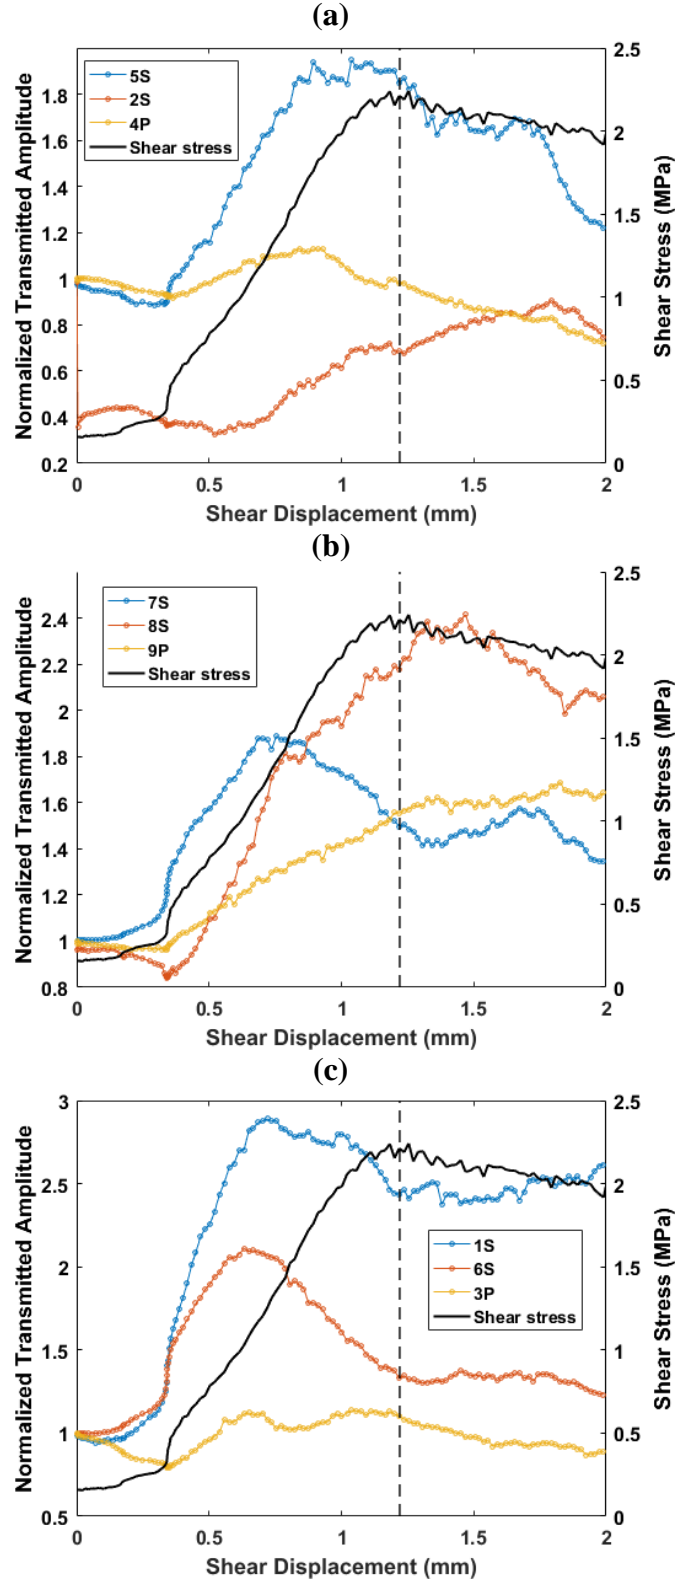 (a)
5S
2S
4P
Shear stress
Normalized Transmitted Amplitude
0.2
0.4
0.6
0.8
1
1.2
1.4
1.6
1.8
Shear Stress (MPa)
0
0.5
1
1.5
2
2.5
0
0.5
1
1.5
2
Shear Displacement (mm)
(b)
7S
8S
9P
Shear stress
Normalized Transmitted Amplitude
0.8
1
1.2
1.4
1.6
1.8
2
2.2
2.4
Shear Stress (MPa)
0
0.5
1
1.5
2
2.5
0
0.5
1
1.5
2
Shear Displacement (mm)
(c)
1S
6S
3P
Shear stress
Normalized Transmitted Amplitude
0.5
1
1.5
2
2.5
3
Shear Stress (MPa)
0
0.5
1
1.5
2
2.5
0
0.5
1
1.5
2
Shear Displacement (mm)